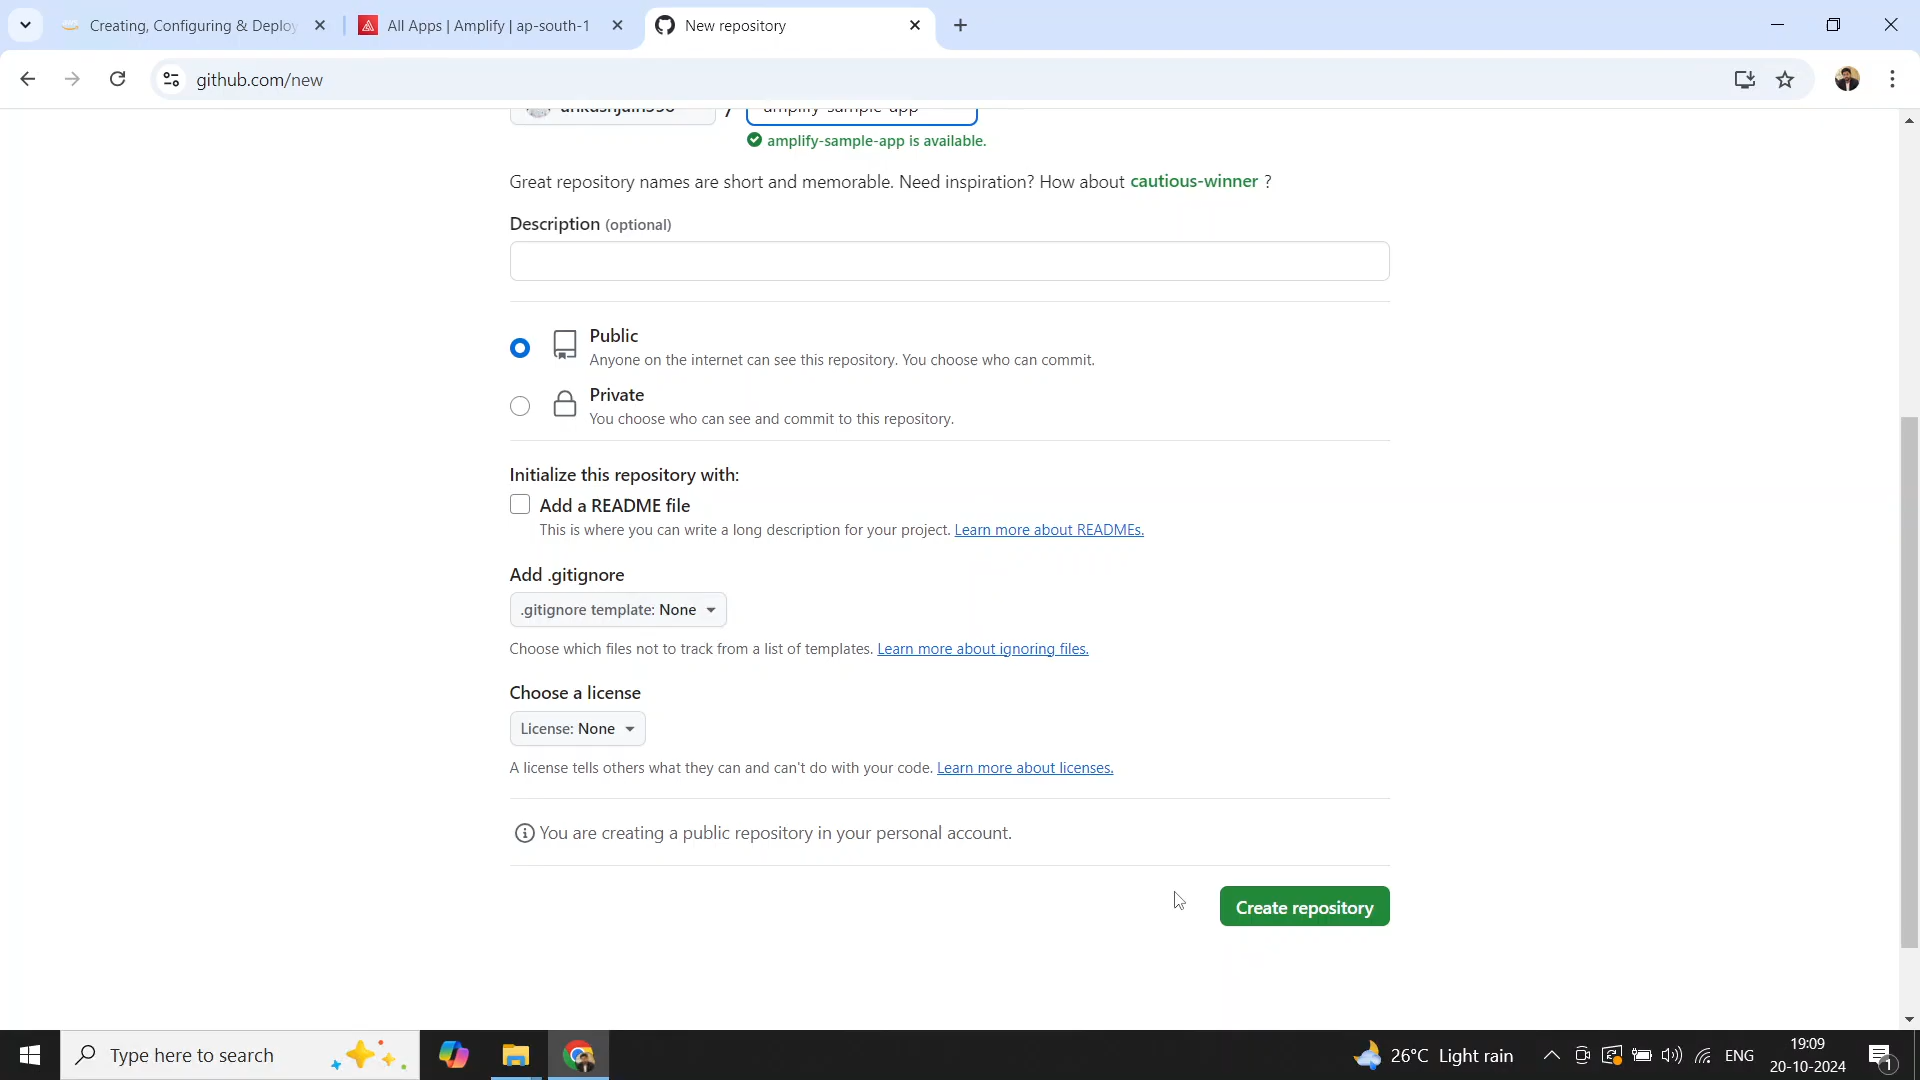 Creating, Configuring & Deploy
All Apps | Amplify | ap-south-1
New repository
github.com/new
/ amplify-sample-app
amplify-sample-app is available.
Great repository names are short and memorable. Need inspiration? How about cautious-winner ?
Description (optional)
Public
Anyone on the internet can see this repository. You choose who can commit.
Private
You choose who can see and commit to this repository.
Initialize this repository with:
Add a README file
This is where you can write a long description for your project. Learn more about READMEs.
Add .gitignore
.gitignore template: None
Choose which files not to track from a list of templates. Learn more about ignoring files.
Choose a license
License: None
A license tells others what they can and can't do with your code. Learn more about licenses.
You are creating a public repository in your personal account.
Create repository
Type here to search
26°C Light rain
ENG
19:09
20-10-2024
1